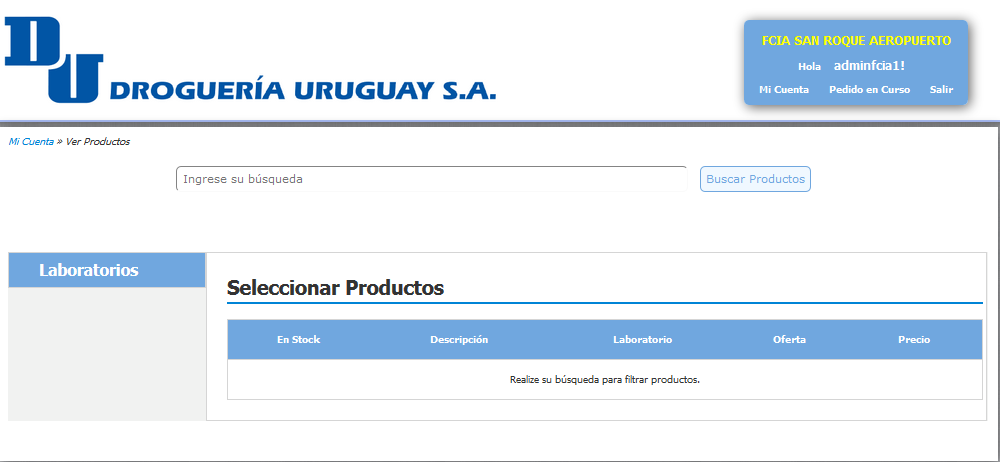 DU
DROGUERÍA URUGUAY S.A.
FCIA SAN ROQUE AEROPUERTO
Hola adminfcia1!
Mi Cuenta Pedido en Curso Salir
Mi Cuenta » Ver Productos
Ingrese su búsqueda Buscar Productos
Laboratorios
Seleccionar Productos
En Stock Descripción Laboratorio Oferta Precio
Realize su búsqueda para filtrar productos.